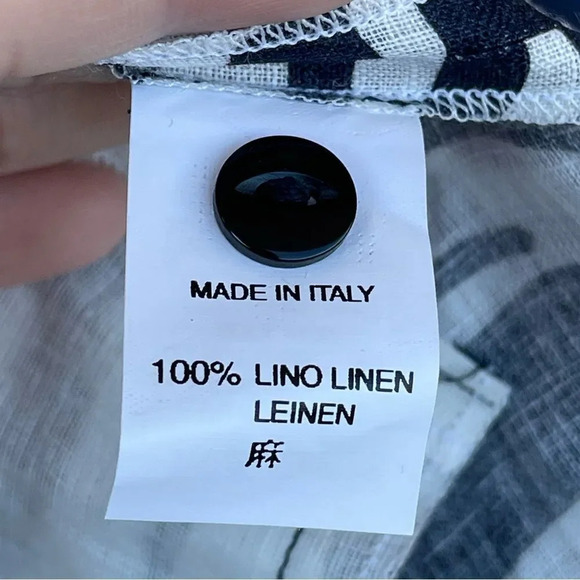 MADE IN ITALY
100% LINO LINEN
LEINEN
麻